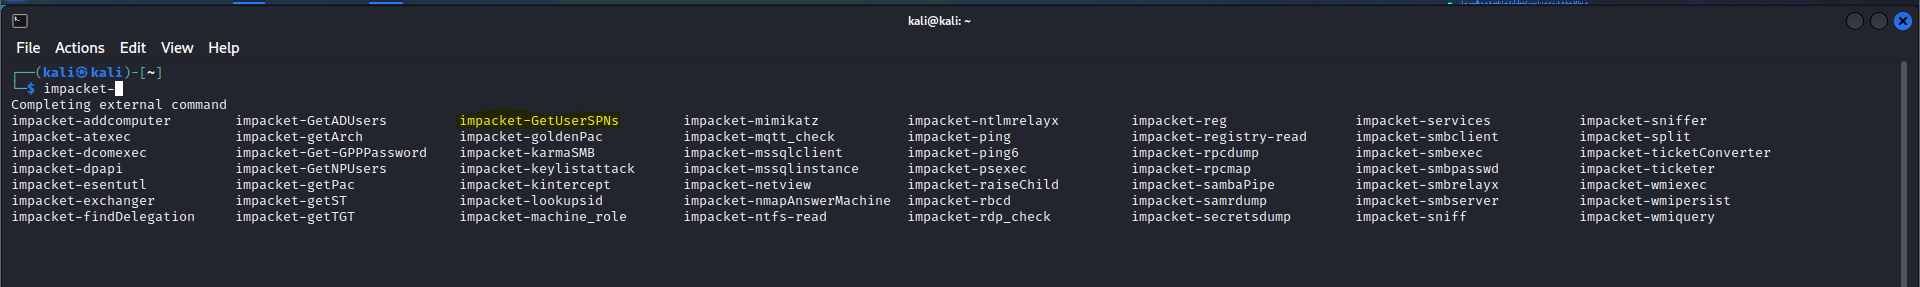 kali@kali: ~
File Actions Edit View Help
┌──(kali㉿kali)-[~]
└─$ impacket-
Completing external command
impacket-addcomputer impacket-GetADUsers impacket-GetUserSPNs impacket-mimikatz impacket-ntlmrelayx impacket-reg impacket-services impacket-sniffer
impacket-atexec impacket-getArch impacket-goldenPac impacket-mqtt_check impacket-ping impacket-registry-read impacket-smbclient impacket-split
impacket-dcomexec impacket-Get-GPPPassword impacket-karmaSMB impacket-mssqlclient impacket-ping6 impacket-rpcdump impacket-smbexec impacket-ticketConverter
impacket-dpapi impacket-GetNPUsers impacket-keylistattack impacket-mssqlinstance impacket-psexec impacket-rpcmap impacket-smbpasswd impacket-ticketer
impacket-esentutl impacket-getPac impacket-kintercept impacket-netview impacket-raiseChild impacket-sambaPipe impacket-smbrelayx impacket-wmiexec
impacket-exchanger impacket-getST impacket-lookupsid impacket-nmapAnswerMachine impacket-rbcd impacket-samrdump impacket-smbserver impacket-wmipersist
impacket-findDelegation impacket-getTGT impacket-machine_role impacket-ntfs-read impacket-rdp_check impacket-secretsdump impacket-sniff impacket-wmiquery